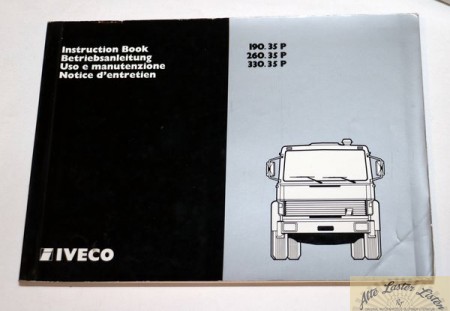 Instruction Book
Betriebsanleitung
Uso e manutenzione
Notice d'entretien
190.35 P
260.35 P
330.35 P
IVECO
Alte Laster Listen